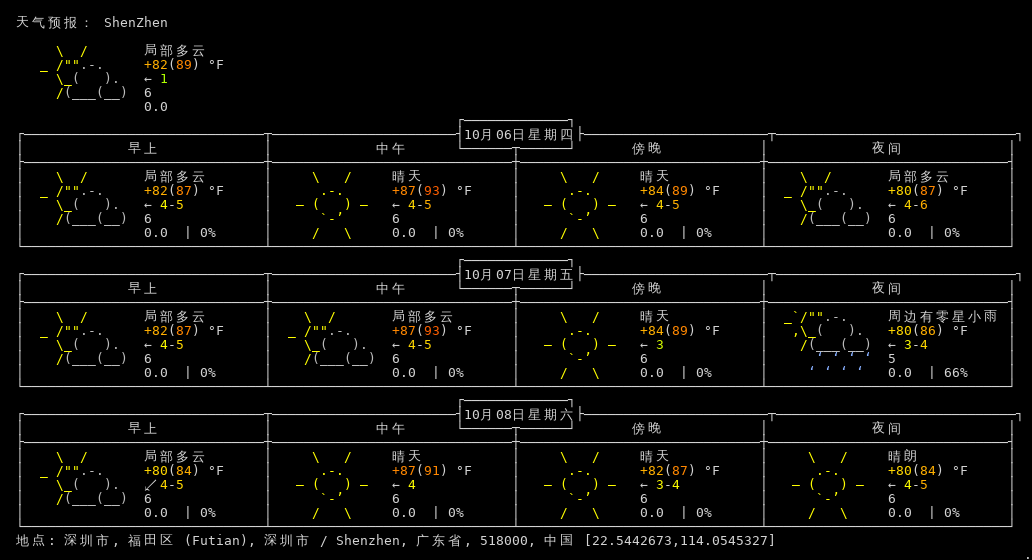 天气预报： ShenZhen
局部多云
+82(89) °F
← 1
6
0.0
10月06日星期四
早上 中午 傍晚 夜间
局部多云 晴天 晴天 局部多云
+82(87) °F +87(93) °F +84(89) °F +80(87) °F
← 4-5 ← 4-5 ← 4-5 ← 4-6
6 6 6 6
0.0 | 0% 0.0 | 0% 0.0 | 0% 0.0 | 0%
10月07日星期五
早上 中午 傍晚 夜间
局部多云 局部多云 晴天 周边有零星小雨
+82(87) °F +87(93) °F +84(89) °F +80(86) °F
← 4-5 ← 4-5 ← 3 ← 3-4
6 6 6 5
0.0 | 0% 0.0 | 0% 0.0 | 0% 0.0 | 66%
10月08日星期六
早上 中午 傍晚 夜间
局部多云 晴天 晴天 晴朗
+80(84) °F +87(91) °F +82(87) °F +80(84) °F
↙ 4-5 ← 4 ← 3-4 ← 4-5
6 6 6 6
0.0 | 0% 0.0 | 0% 0.0 | 0% 0.0 | 0%
地点: 深圳市, 福田区 (Futian), 深圳市 / Shenzhen, 广东省, 518000, 中国 [22.5442673,114.0545327]